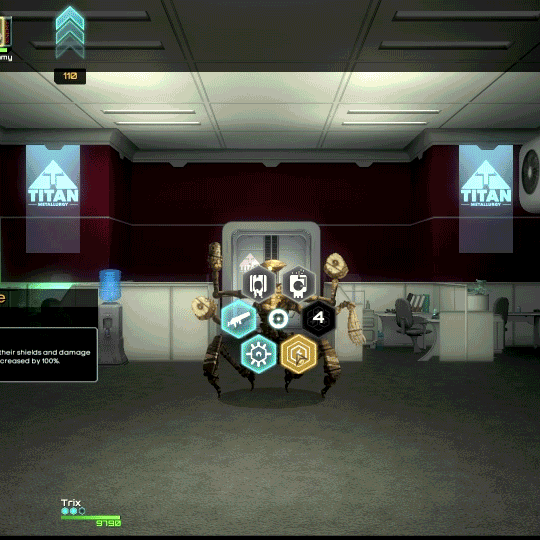 my
110
TITAN
METALLURGY
TITAN
METALLURGY
4
e
their shields and damage
creased by 100%.
Trix
9790